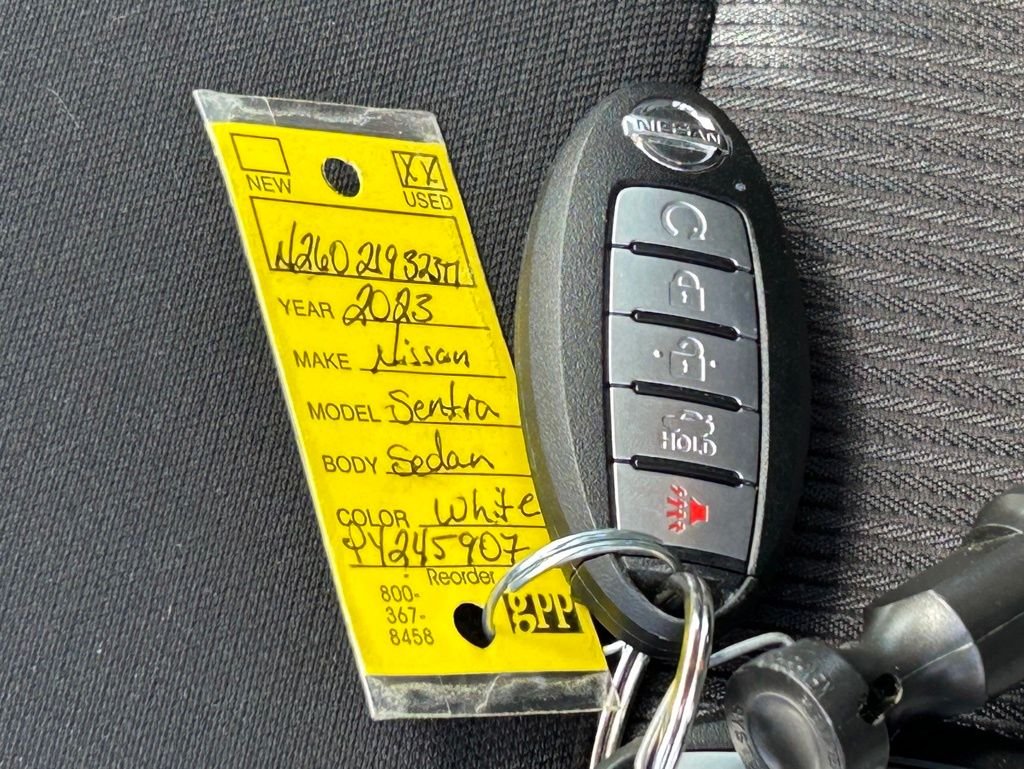 NISSAN
HOLD
NEW
XX
USED
N260219323M
YEAR 2023
MAKE Nissan
MODEL Sentra
BODY Sedan
COLOR White
PY245907
Reorder
800-
367-
8458
gpp